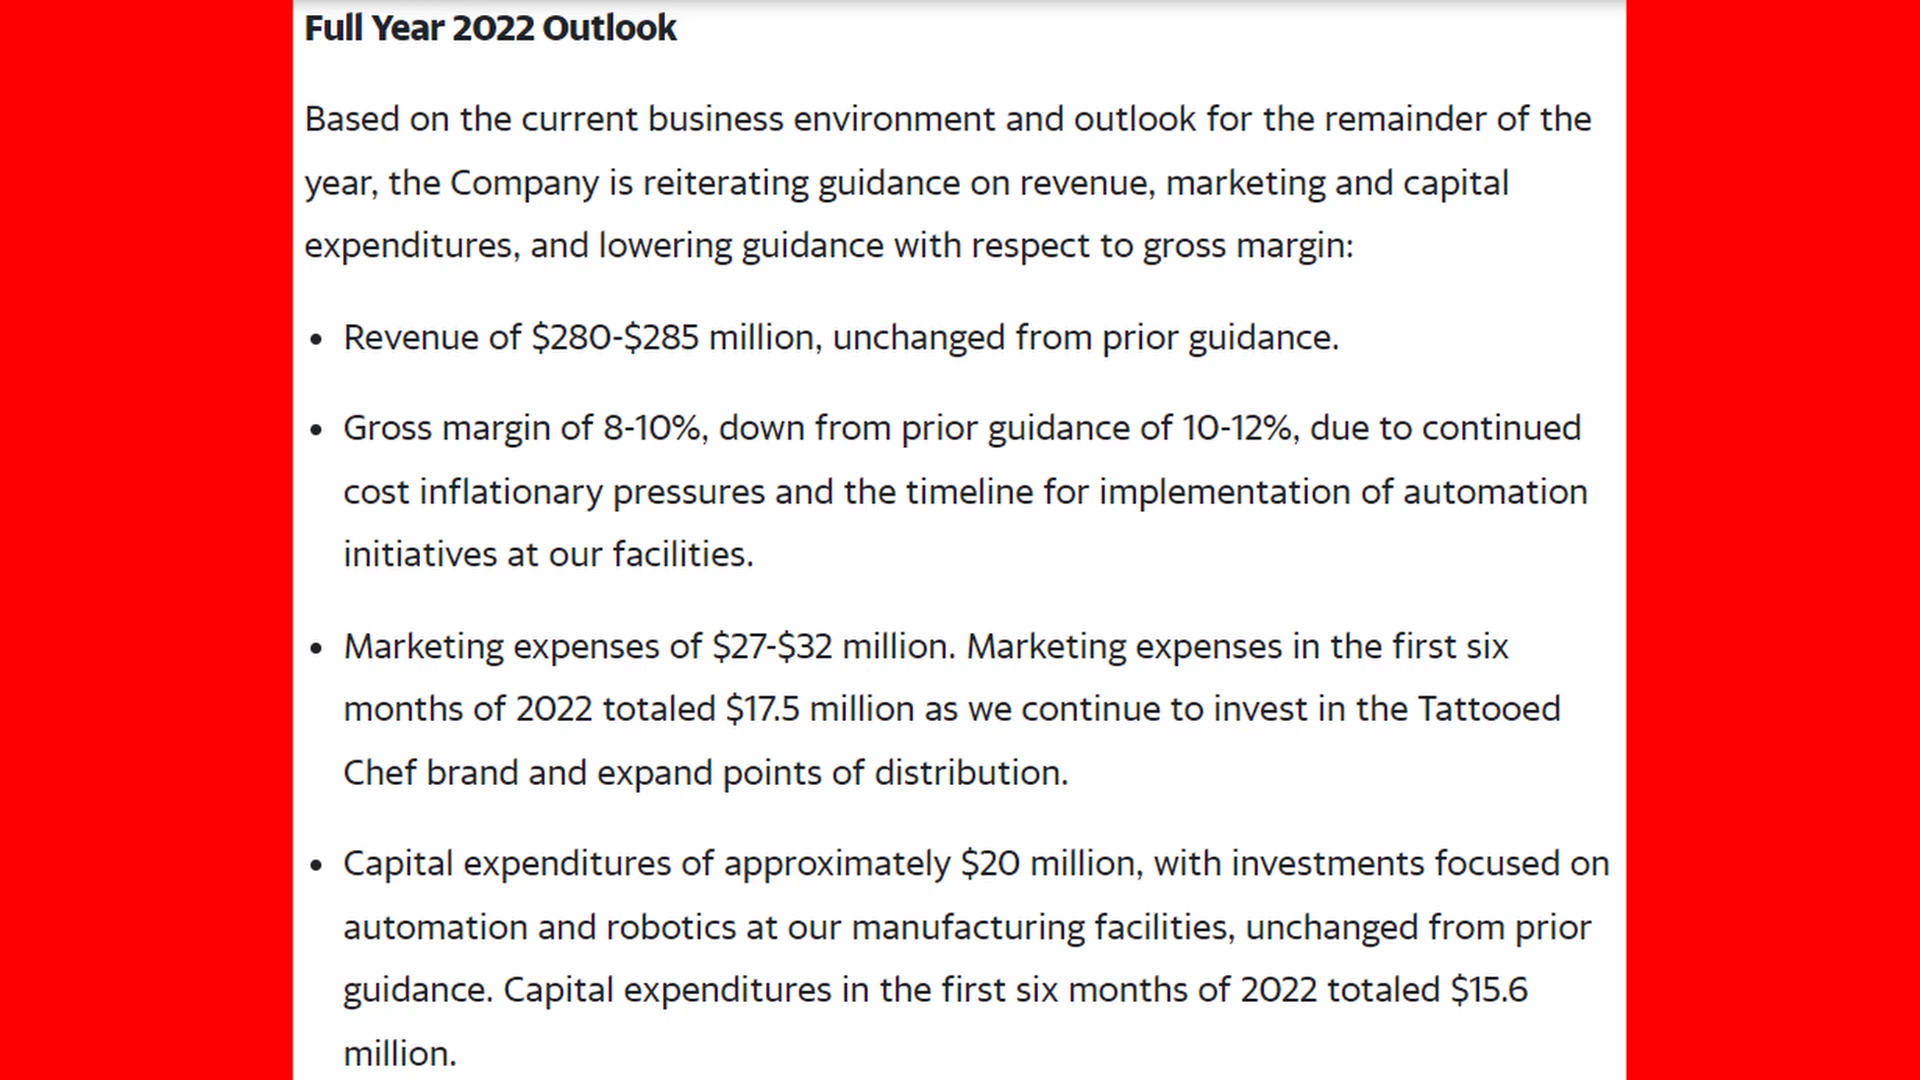 Full Year 2022 Outlook
Based on the current business environment and outlook for the remainder of the
year, the Company is reiterating guidance on revenue, marketing and capital
expenditures, and lowering guidance with respect to gross margin:
• Revenue of $280-$285 million, unchanged from prior guidance.
• Gross margin of 8-10%, down from prior guidance of 10-12%, due to continued
cost inflationary pressures and the timeline for implementation of automation
initiatives at our facilities.
• Marketing expenses of $27-$32 million. Marketing expenses in the first six
months of 2022 totaled $17.5 million as we continue to invest in the Tattooed
Chef brand and expand points of distribution.
• Capital expenditures of approximately $20 million, with investments focused on
automation and robotics at our manufacturing facilities, unchanged from prior
guidance. Capital expenditures in the first six months of 2022 totaled $15.6
million.